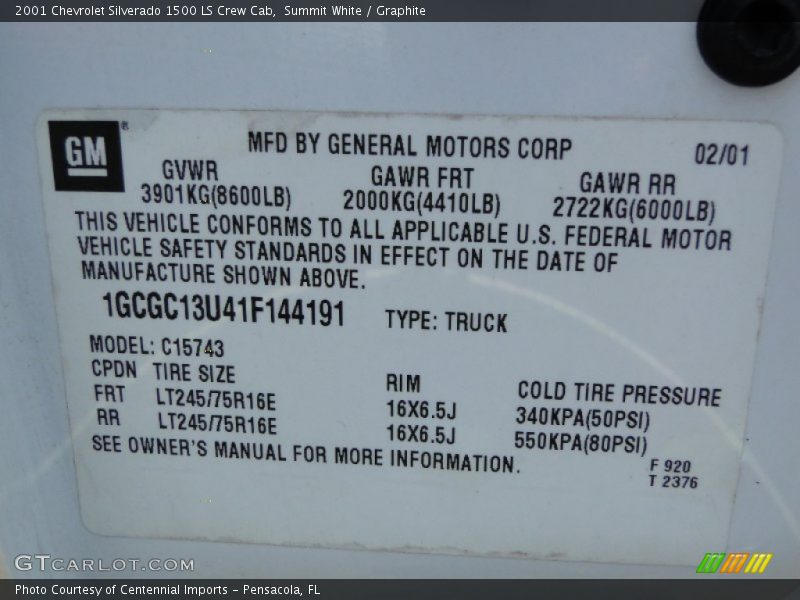 2001 Chevrolet Silverado 1500 LS Crew Cab, Summit White / Graphite
GM®
MFD BY GENERAL MOTORS CORP 02/01
GVWR GAWR FRT GAWR RR
3901KG(8600LB) 2000KG(4410LB) 2722KG(6000LB)
THIS VEHICLE CONFORMS TO ALL APPLICABLE U.S. FEDERAL MOTOR
VEHICLE SAFETY STANDARDS IN EFFECT ON THE DATE OF
MANUFACTURE SHOWN ABOVE.
1GCGC13U41F144191 TYPE: TRUCK
MODEL: C15743
CPDN TIRE SIZE RIM COLD TIRE PRESSURE
FRT LT245/75R16E 16X6.5J 340KPA(50PSI)
RR LT245/75R16E 16X6.5J 550KPA(80PSI)
SEE OWNER'S MANUAL FOR MORE INFORMATION.
F 920
T 2376
GTCARLOT.COM
Photo Courtesy of Centennial Imports – Pensacola, FL